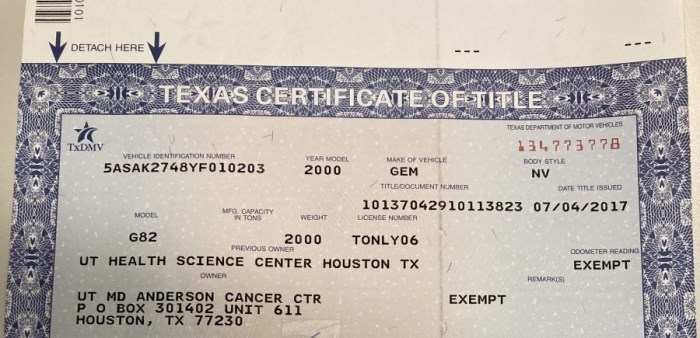 DETACH HERE
--- ---
TEXAS CERTIFICATE OF TITLE
TxDMV
TEXAS DEPARTMENT OF MOTOR VEHICLES
134773778
VEHICLE IDENTIFICATION NUMBER YEAR MODEL MAKE OF VEHICLE BODY STYLE
5ASAK2748YF010203 2000 GEM NV
TITLE/DOCUMENT NUMBER DATE TITLE ISSUED
10137042910113823 07/04/2017
MODEL MFG. CAPACITY IN TONS WEIGHT LICENSE NUMBER
G82 2000 TONLY06
PREVIOUS OWNER ODOMETER READING
UT HEALTH SCIENCE CENTER HOUSTON TX EXEMPT
OWNER REMARK(S)
UT MD ANDERSON CANCER CTR EXEMPT
P O BOX 301402 UNIT 611
HOUSTON, TX 77230